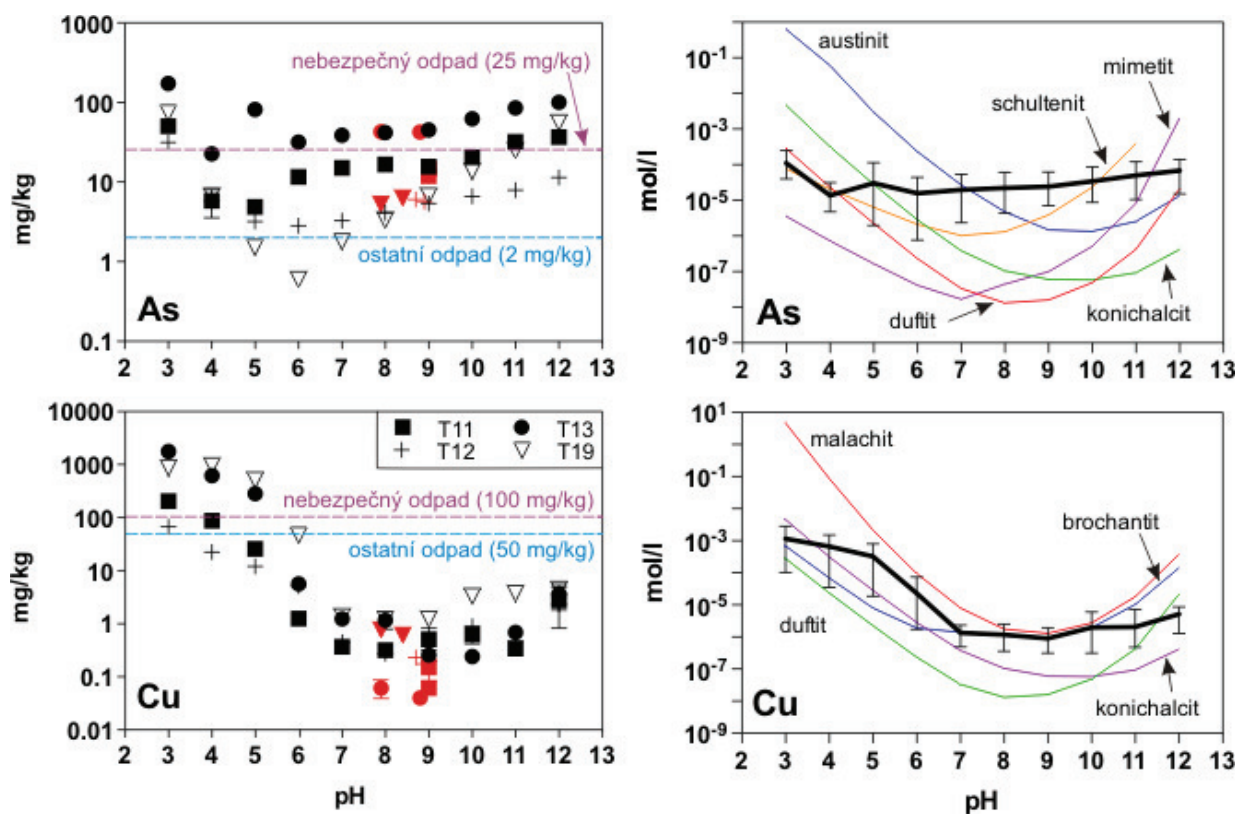 1000
100
10
1
0.1
mg/kg
nebezpečný odpad (25 mg/kg)
ostatní odpad (2 mg/kg)
As
2 3 4 5 6 7 8 9 10 11 12 13
10-1
10-3
10-5
10-7
10-9
mol/l
austinit
mimetit
schultenit
duftit
konichalcit
As
2 3 4 5 6 7 8 9 10 11 12 13
10000
1000
100
10
1
0.1
0.01
mg/kg
T11 T13
T12 T19
nebezpečný odpad (100 mg/kg)
ostatní odpad (50 mg/kg)
Cu
2 3 4 5 6 7 8 9 10 11 12 13
pH
101
10-1
10-3
10-5
10-7
10-9
mol/l
malachit
brochantit
duftit
konichalcit
Cu
2 3 4 5 6 7 8 9 10 11 12 13
pH